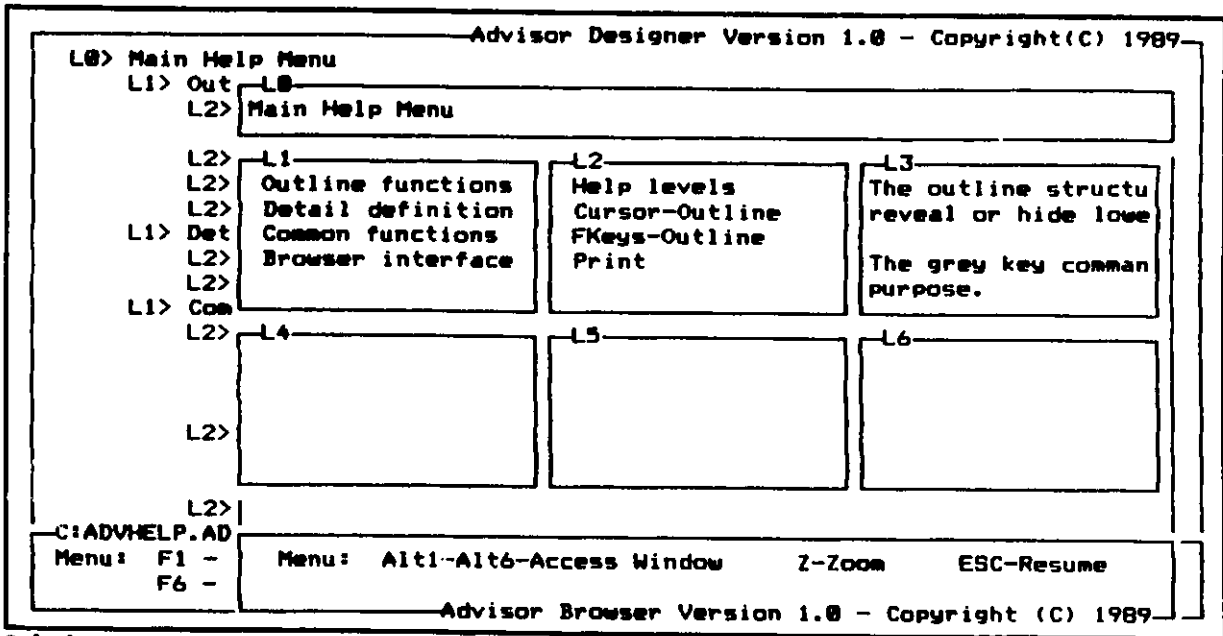 Advisor Designer Version 1.0 - Copyright(C) 1989
L0> Main Help Menu
L1> Out
L0
L2>
Main Help Menu
L2>
L1
L2
L3
L2>
Outline functions
Help levels
The outline structu
L2>
Detail definition
Cursor-Outline
reveal or hide lowe
L1> Det
Common functions
FKeys-Outline
L2>
Browser interface
Print
The grey key comman
L2>
purpose.
L1> Com
L2>
L4
L5
L6
L2>
L2>
C:ADVHELP.AD
Menu: F1 -
Menu: Alt1-Alt6-Access Window Z-Zoom ESC-Resume
F6 -
Advisor Browser Version 1.0 - Copyright (C) 1989